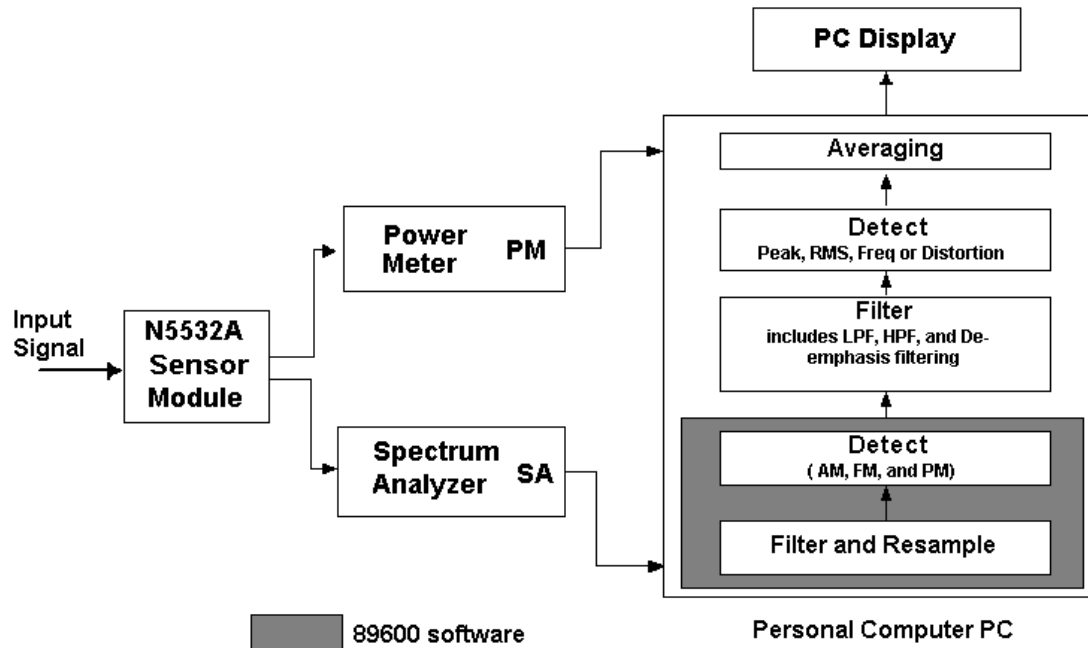 PC Display
Averaging
Detect
Peak, RMS, Freq or Distortion
Filter
includes LPF, HPF, and De-
emphasis filtering
Detect
( AM, FM, and PM)
Filter and Resample
Personal Computer PC
Power
Meter PM
Input
Signal
N5532A
Sensor
Module
Spectrum
Analyzer SA
89600 software